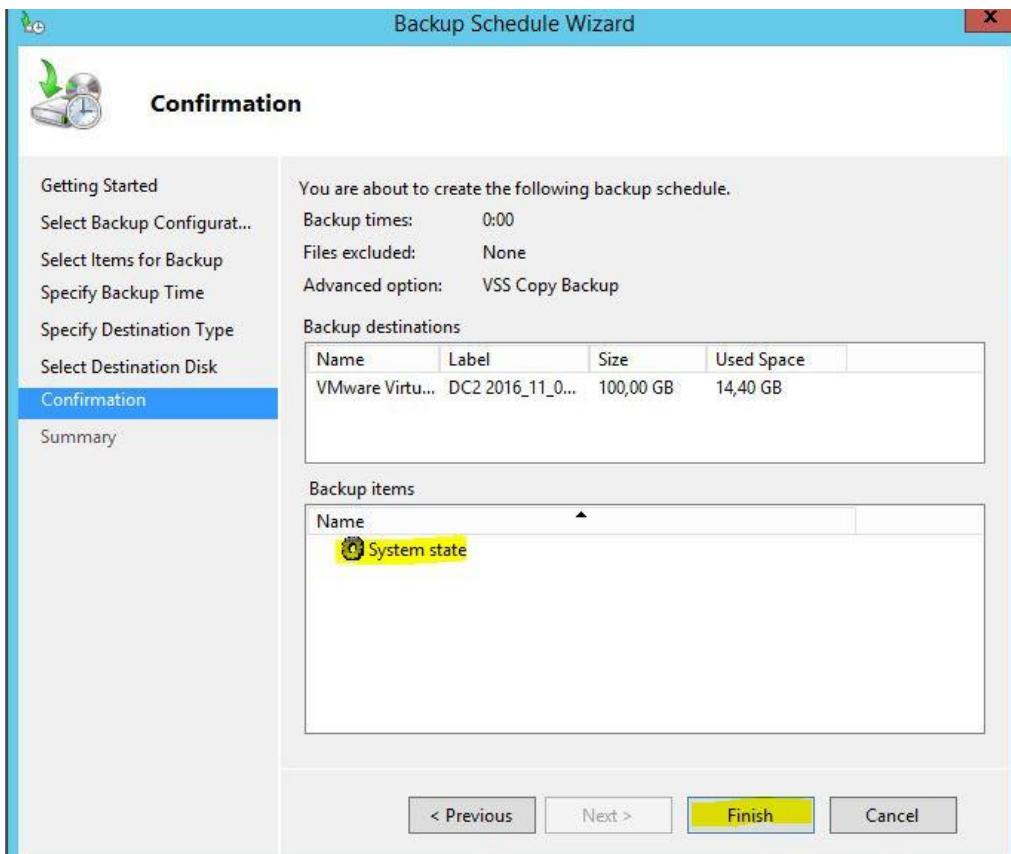 Backup Schedule Wizard
X
Confirmation
Getting Started
Select Backup Configurat...
Select Items for Backup
Specify Backup Time
Specify Destination Type
Select Destination Disk
Confirmation
Summary
You are about to create the following backup schedule.
Backup times: 0:00
Files excluded: None
Advanced option: VSS Copy Backup
Backup destinations
Name Label Size Used Space
VMware Virtu... DC2 2016_11_0... 100,00 GB 14,40 GB
Backup items
Name
System state
< Previous Next > Finish Cancel